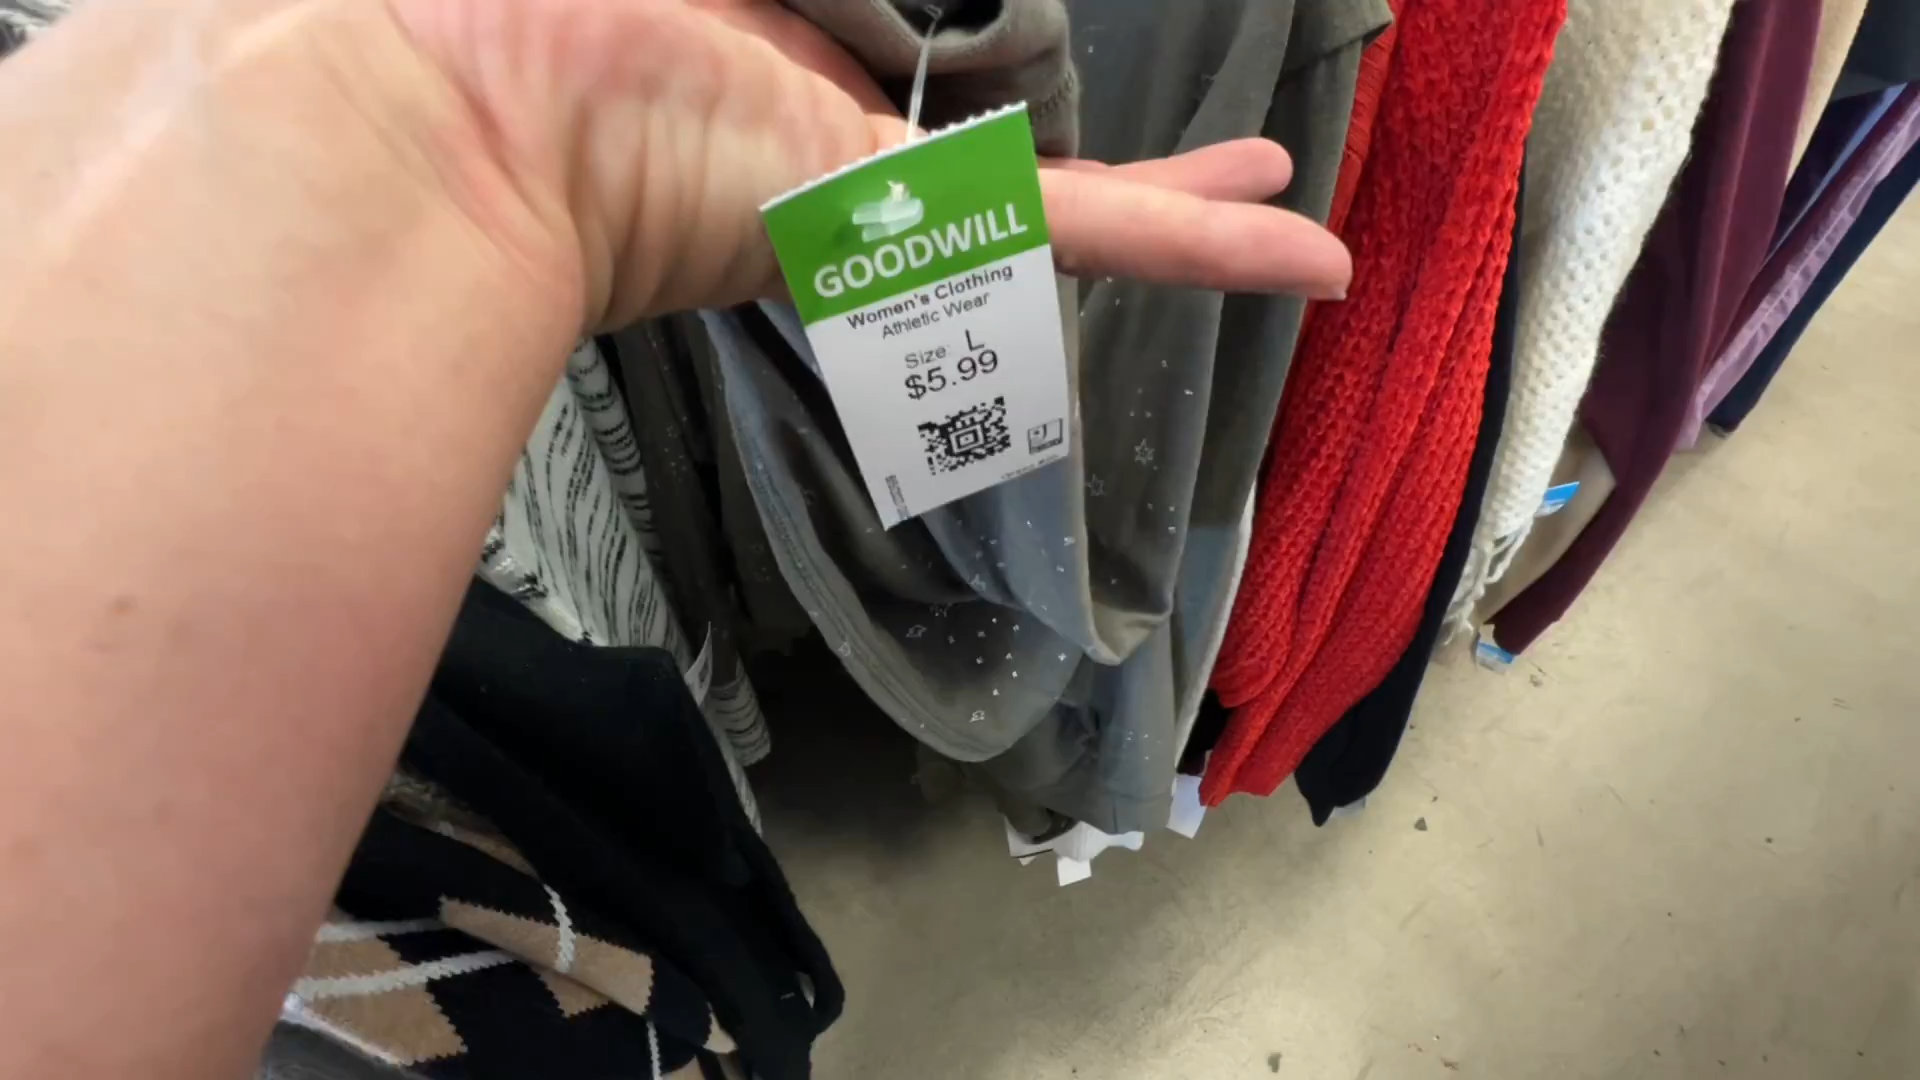 GOODWILL
Women's Clothing
Athletic Wear
Size: L
$5.99